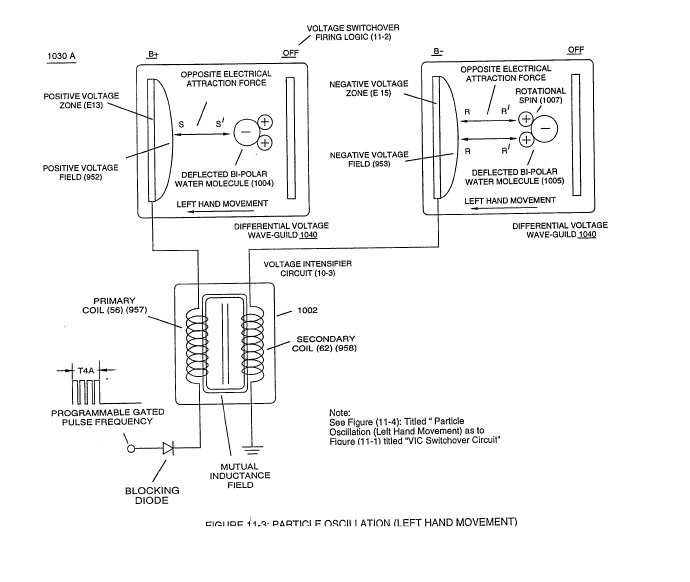 VOLTAGE SWITCHOVER
FIRING LOGIC (11-2)
1030 A
B+
OFF
B-
OFF
OPPOSITE ELECTRICAL
ATTRACTION FORCE
POSITIVE VOLTAGE
ZONE (E13)
S
S'
POSITIVE VOLTAGE
FIELD (952)
DEFLECTED BI-POLAR
WATER MOLECULE (1004)
LEFT HAND MOVEMENT
DIFFERENTIAL VOLTAGE
WAVE-GUILD 1040
OPPOSITE ELECTRICAL
ATTRACTION FORCE
NEGATIVE VOLTAGE
ZONE (E 15)
ROTATIONAL
SPIN (1007)
R
R'
R
R'
NEGATIVE VOLTAGE
FIELD (953)
DEFLECTED BI-POLAR
WATER MOLECULE (1005)
LEFT HAND MOVEMENT
DIFFERENTIAL VOLTAGE
WAVE-GUILD 1040
VOLTAGE INTENSIFIER
CIRCUIT (10-3)
PRIMARY
COIL (56) (957)
1002
SECONDARY
COIL (62) (958)
T4A
PROGRAMMABLE GATED
PULSE FREQUENCY
BLOCKING
DIODE
MUTUAL
INDUCTANCE
FIELD
Note:
See Figure (11-4): Titled " Particle
Oscillation (Left Hand Movement) as to
Figure (11-1) titled "VIC Switchover Circuit"
FIGURE 11-3: PARTICLE OSCILLATION (LEFT HAND MOVEMENT)